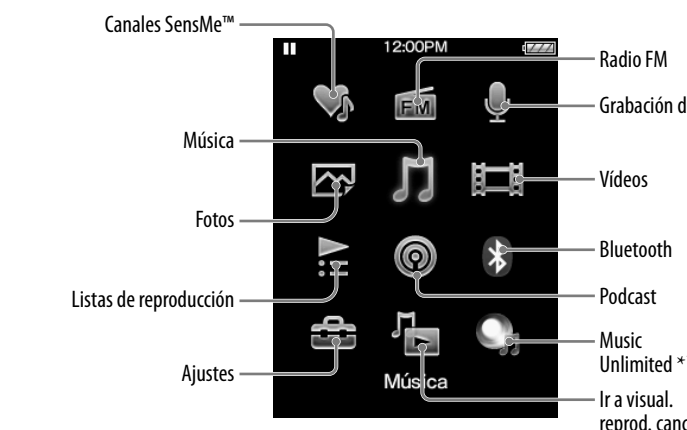 Canales SensMe™
12:00PM
Radio FM
FM
Grabación d
Música
Vídeos
Fotos
Bluetooth
Listas de reproducción
Podcast
Music
Unlimited *
Ajustes
Música
Ir a visual.
reprod. canc